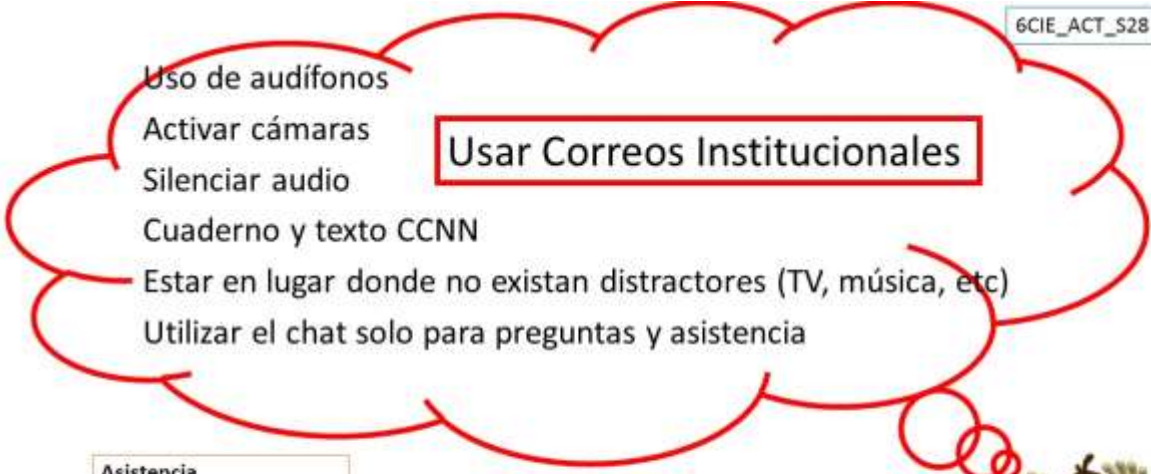 6CIE_ACT_S28
Uso de audífonos
Activar cámaras
Usar Correos Institucionales
Silenciar audio
Cuaderno y texto CCNN
Estar en lugar donde no existan distractores (TV, música, etc)
Utilizar el chat solo para preguntas y asistencia
Asistencia